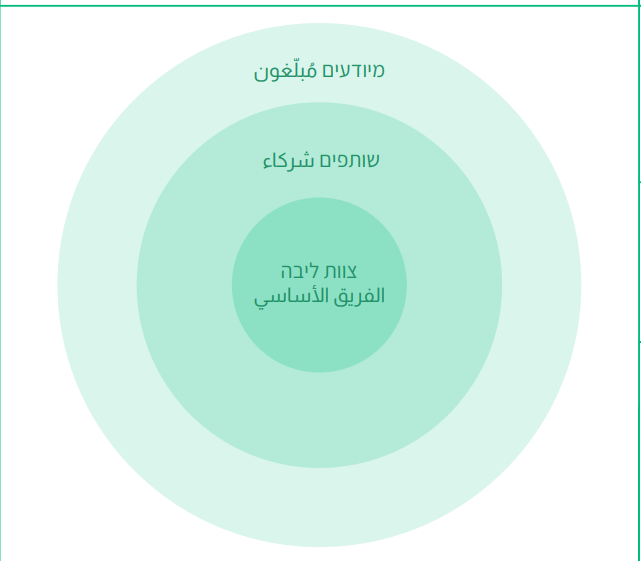 מיודעים مُبلّغون
שותפים شركاء
צוות ליבה
الفريق الأساسي